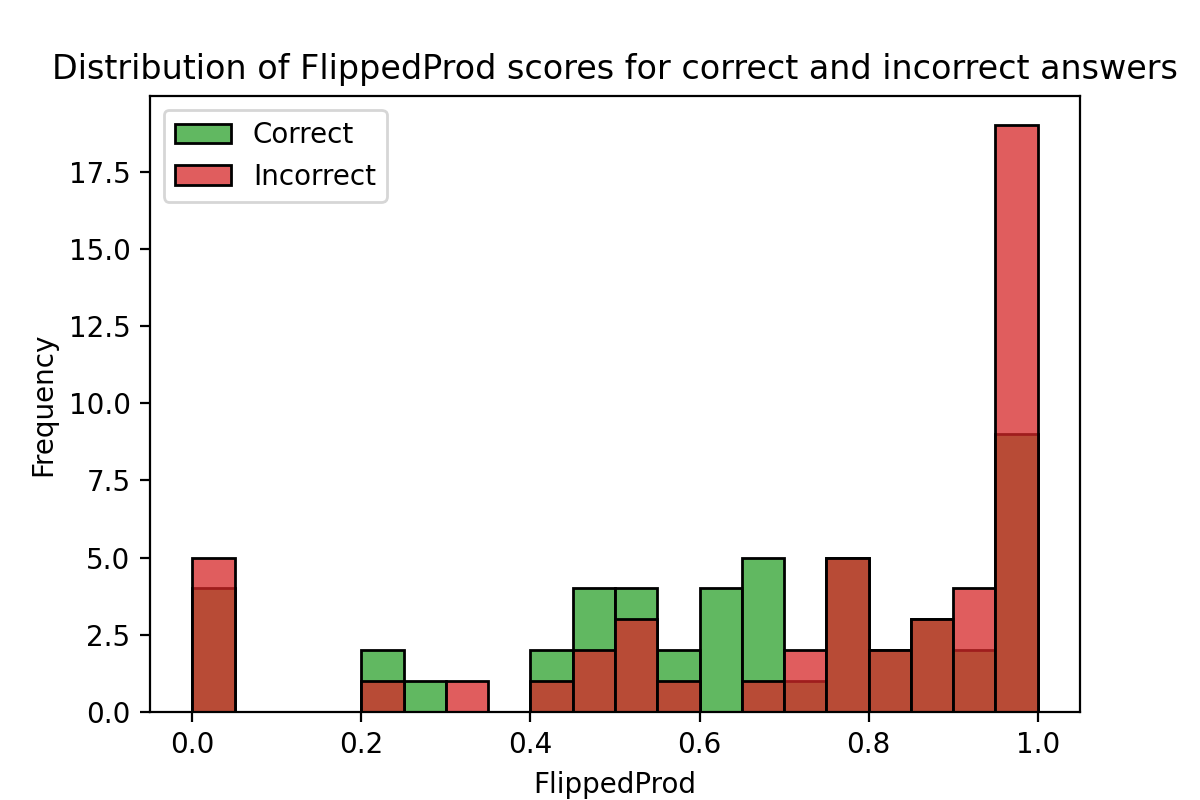 Distribution of FlippedProd scores for correct and incorrect answers
Correct
Incorrect
17.5
15.0
12.5
10.0
7.5
5.0
2.5
0.0
Frequency
0.0 0.2 0.4 0.6 0.8 1.0
FlippedProd